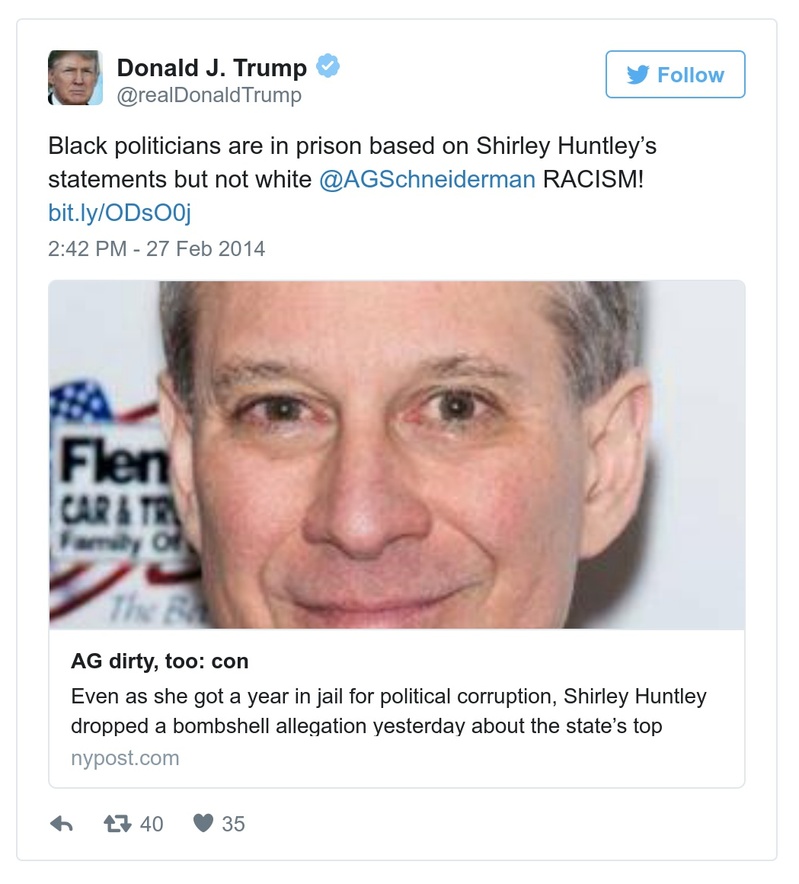 Donald J. Trump
@realDonaldTrump
Follow
Black politicians are in prison based on Shirley Huntley’s
statements but not white @AGSchneiderman RACISM!
bit.ly/ODsO0j
2:42 PM - 27 Feb 2014
Flem
CAR & TR
Family Of
The Be
AG dirty, too: con
Even as she got a year in jail for political corruption, Shirley Huntley
dropped a bombshell allegation yesterday about the state’s top
nypost.com
40 35